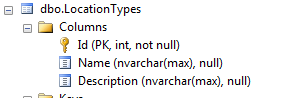 dbo.LocationTypes
Columns
Id (PK, int, not null)
Name (nvarchar(max), null)
Description (nvarchar(max), null)